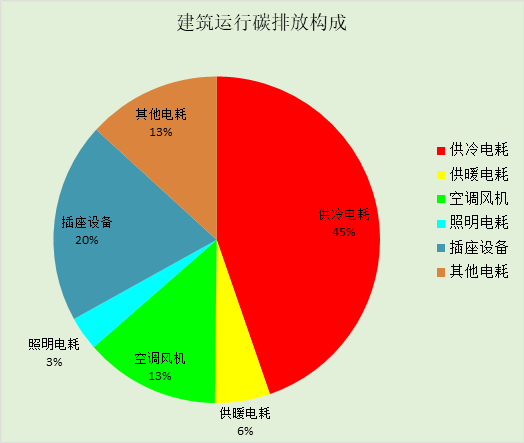 建筑运行碳排放构成
其他电耗
13%
供冷电耗
45%
插座设备
20%
照明电耗
3%
空调风机
13%
供暖电耗
6%
供冷电耗
供暖电耗
空调风机
照明电耗
插座设备
其他电耗